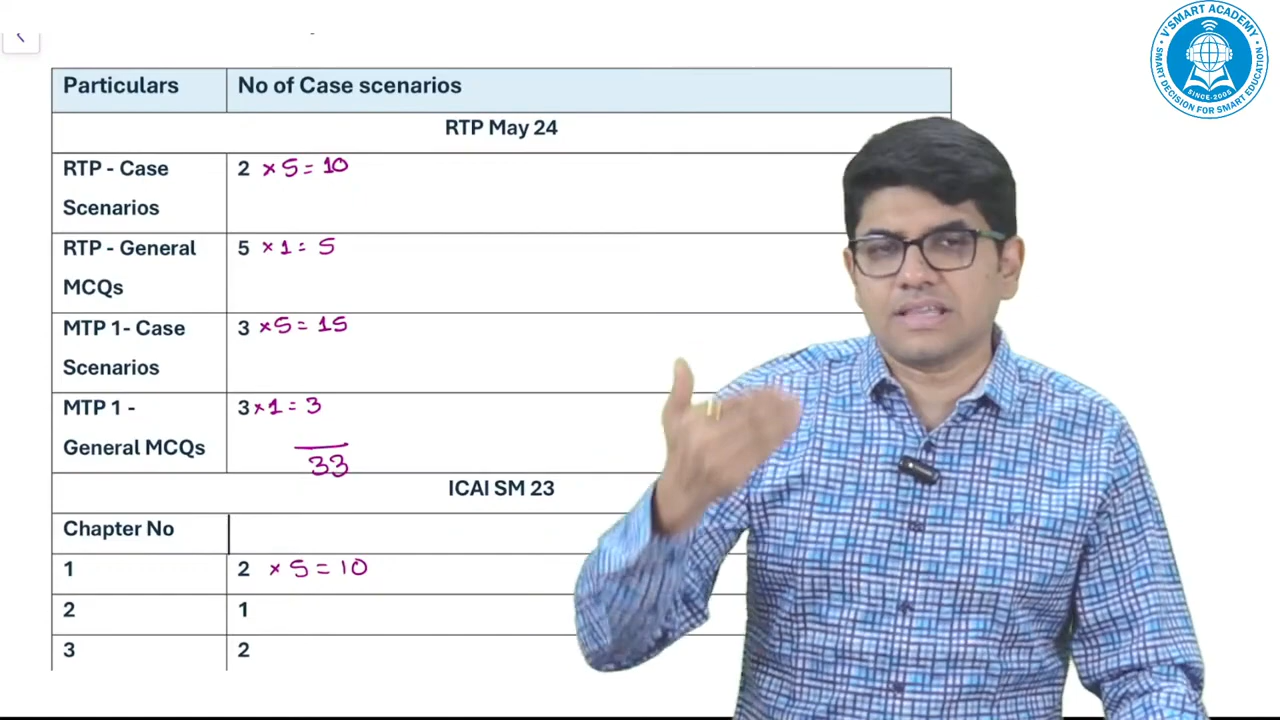 V'SMART ACADEMY
SINCE-2005
SMART DECISION FOR SMART EDUCATION
Particulars No of Case scenarios
RTP May 24
RTP - Case Scenarios 2 × 5 = 10
RTP - General MCQs 5 × 1 = 5
MTP 1- Case Scenarios 3 × 5 = 15
MTP 1 - General MCQs 3 × 1 = 3
33
ICAI SM 23
Chapter No
1 2 × 5 = 10
2 1
3 2